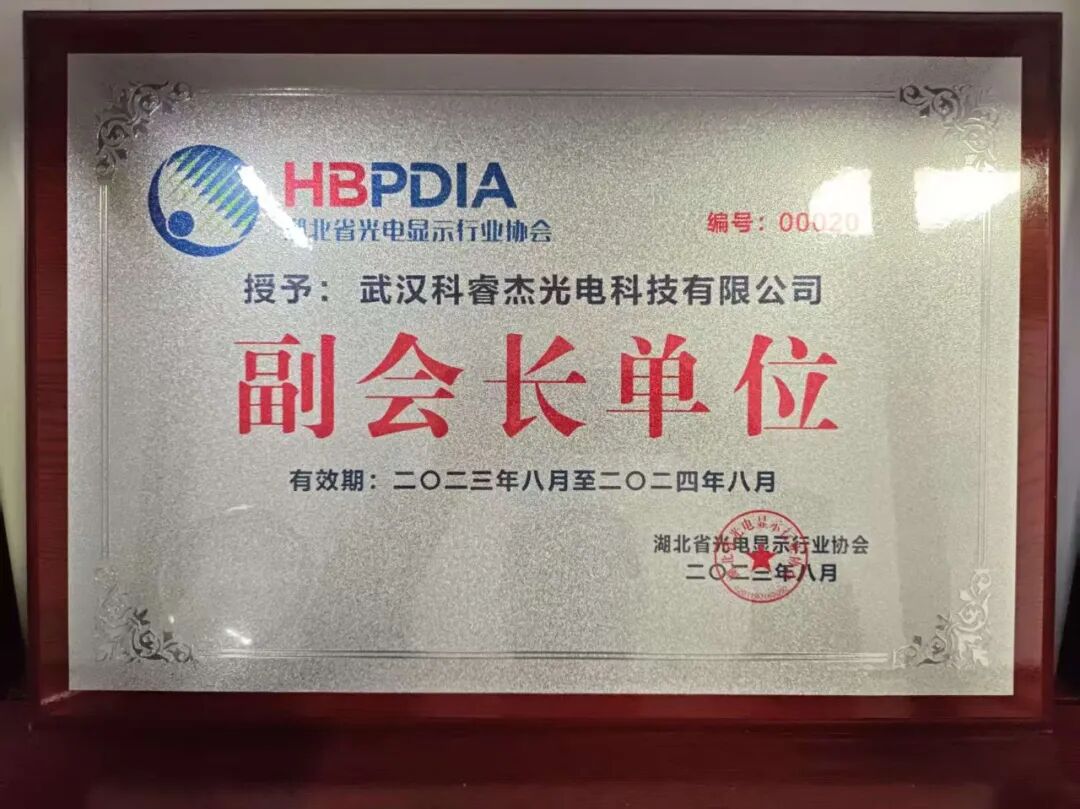 HBPDIA
湖北省光电显示行业协会
编号：00020
授予：武汉科睿杰光电科技有限公司
副会长单位
有效期：二〇二三年八月至二〇二四年八月
湖北省光电显示行业协会
二〇二三年八月